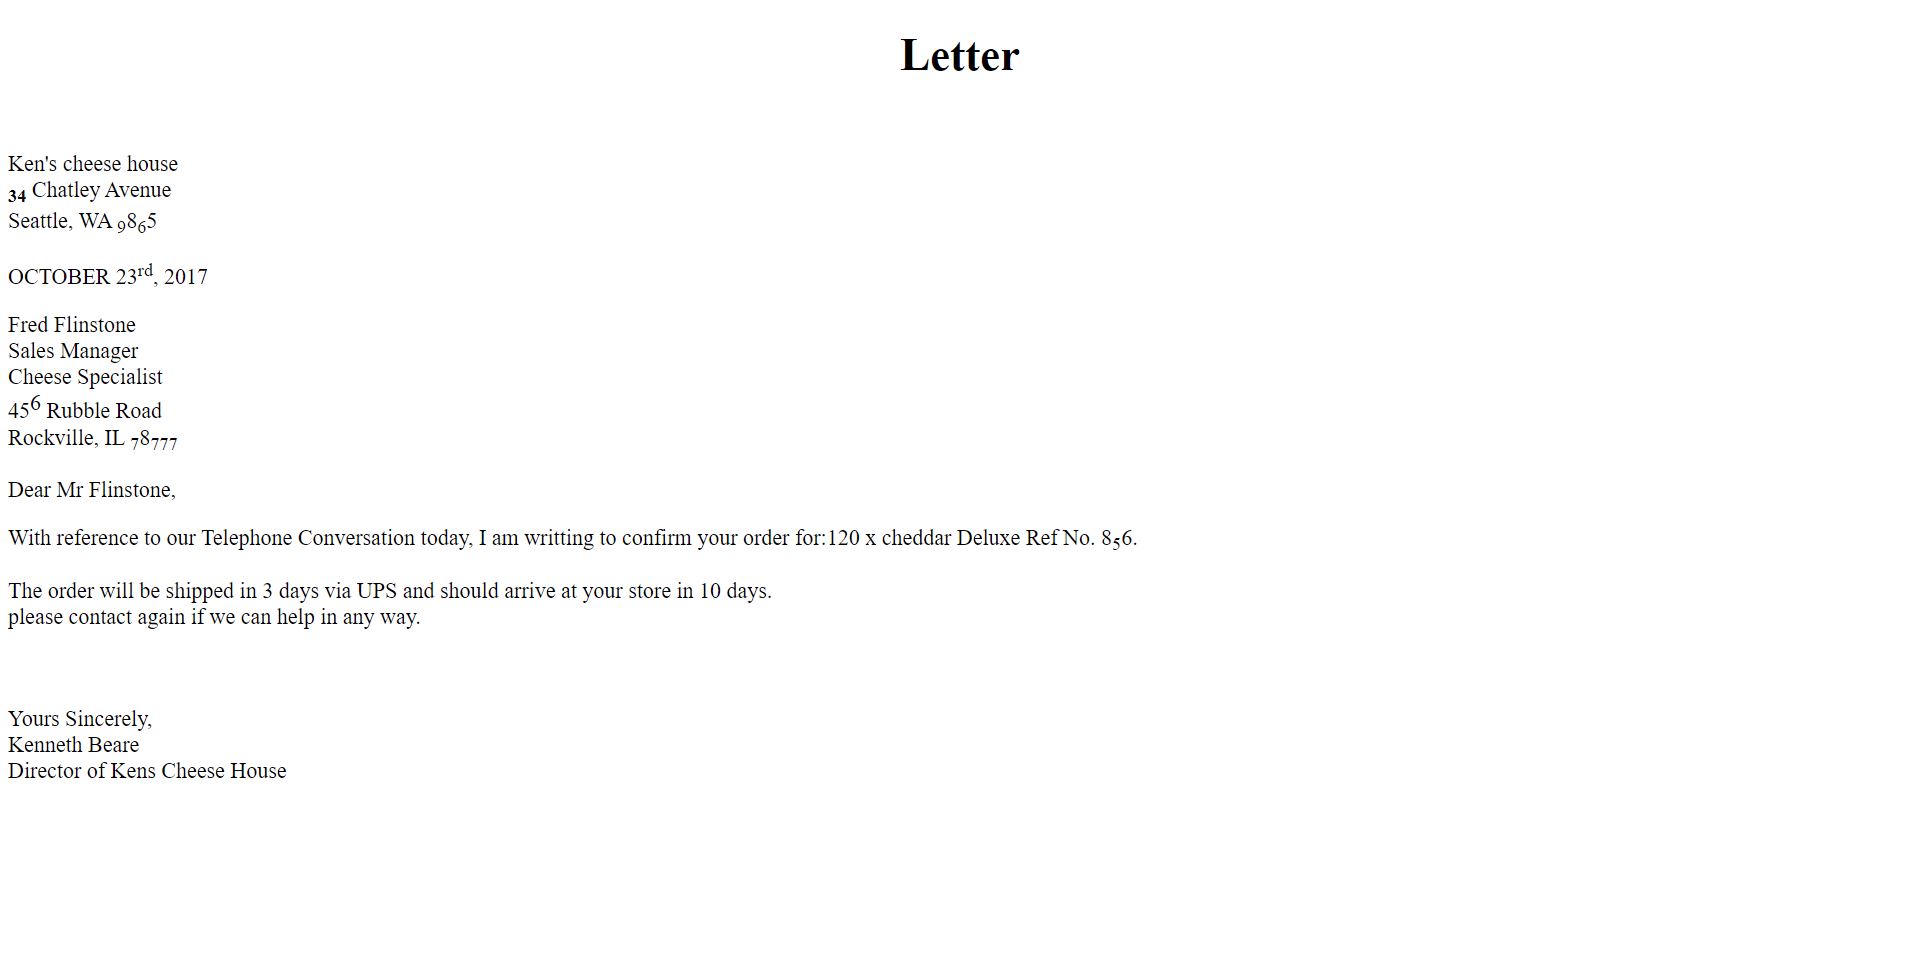 Letter
Ken's cheese house
34 Chatley Avenue
Seattle, WA 9865
OCTOBER 23rd, 2017
Fred Flinstone
Sales Manager
Cheese Specialist
456 Rubble Road
Rockville, IL 78777
Dear Mr Flinstone,
With reference to our Telephone Conversation today, I am writting to confirm your order for:120 x cheddar Deluxe Ref No. 856.
The order will be shipped in 3 days via UPS and should arrive at your store in 10 days.
please contact again if we can help in any way.
Yours Sincerely,
Kenneth Beare
Director of Kens Cheese House